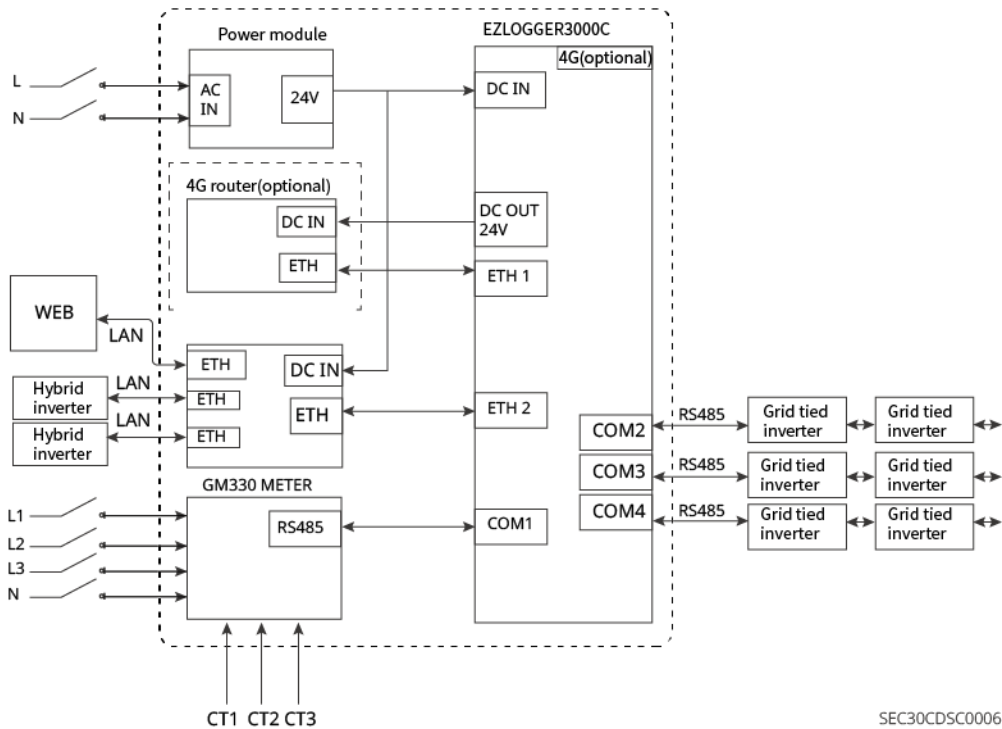 Power module
EZLOGGER3000C
4G(optional)
L
N
AC
IN
24V
DC IN
4G router(optional)
DC IN
ETH
DC OUT
24V
ETH 1
WEB
LAN
ETH
DC IN
Hybrid
inverter
LAN
ETH
ETH
ETH 2
Hybrid
inverter
LAN
ETH
COM2
RS485
Grid tied
inverter
Grid tied
inverter
COM3
RS485
Grid tied
inverter
Grid tied
inverter
COM4
RS485
Grid tied
inverter
Grid tied
inverter
GM330 METER
L1
L2
L3
N
RS485
COM1
CT1 CT2 CT3
SEC30CDSC0006